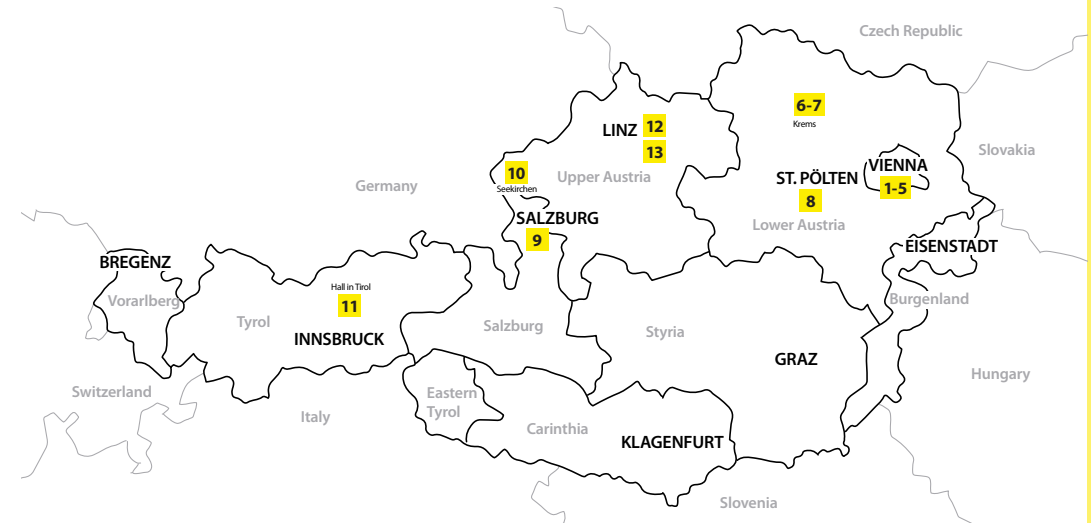 Czech Republic
6-7
Krems
LINZ 12
13
Slovakia
VIENNA
1-5
10
Seekirchen
Upper Austria
ST. PÖLTEN
8
Germany
SALZBURG
9
Lower Austria
EISENSTADT
BREGENZ
Vorarlberg
Hall in Tirol
11
Burgenland
Tyrol
INNSBRUCK
Salzburg
Styria
GRAZ
Hungary
Switzerland
Eastern
Tyrol
Italy
Carinthia
KLAGENFURT
Slovenia